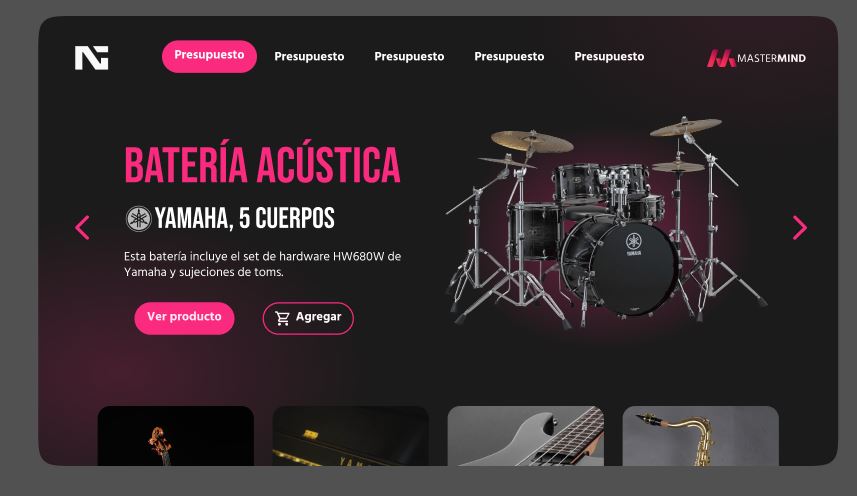 NG
Presupuesto
Presupuesto
Presupuesto
Presupuesto
Presupuesto
MASTERMIND
BATERÍA ACÚSTICA
YAMAHA, 5 CUERPOS
Esta batería incluye el set de hardware HW680W de
Yamaha y sujeciones de toms.
YAMAHA
Ver producto
Agregar